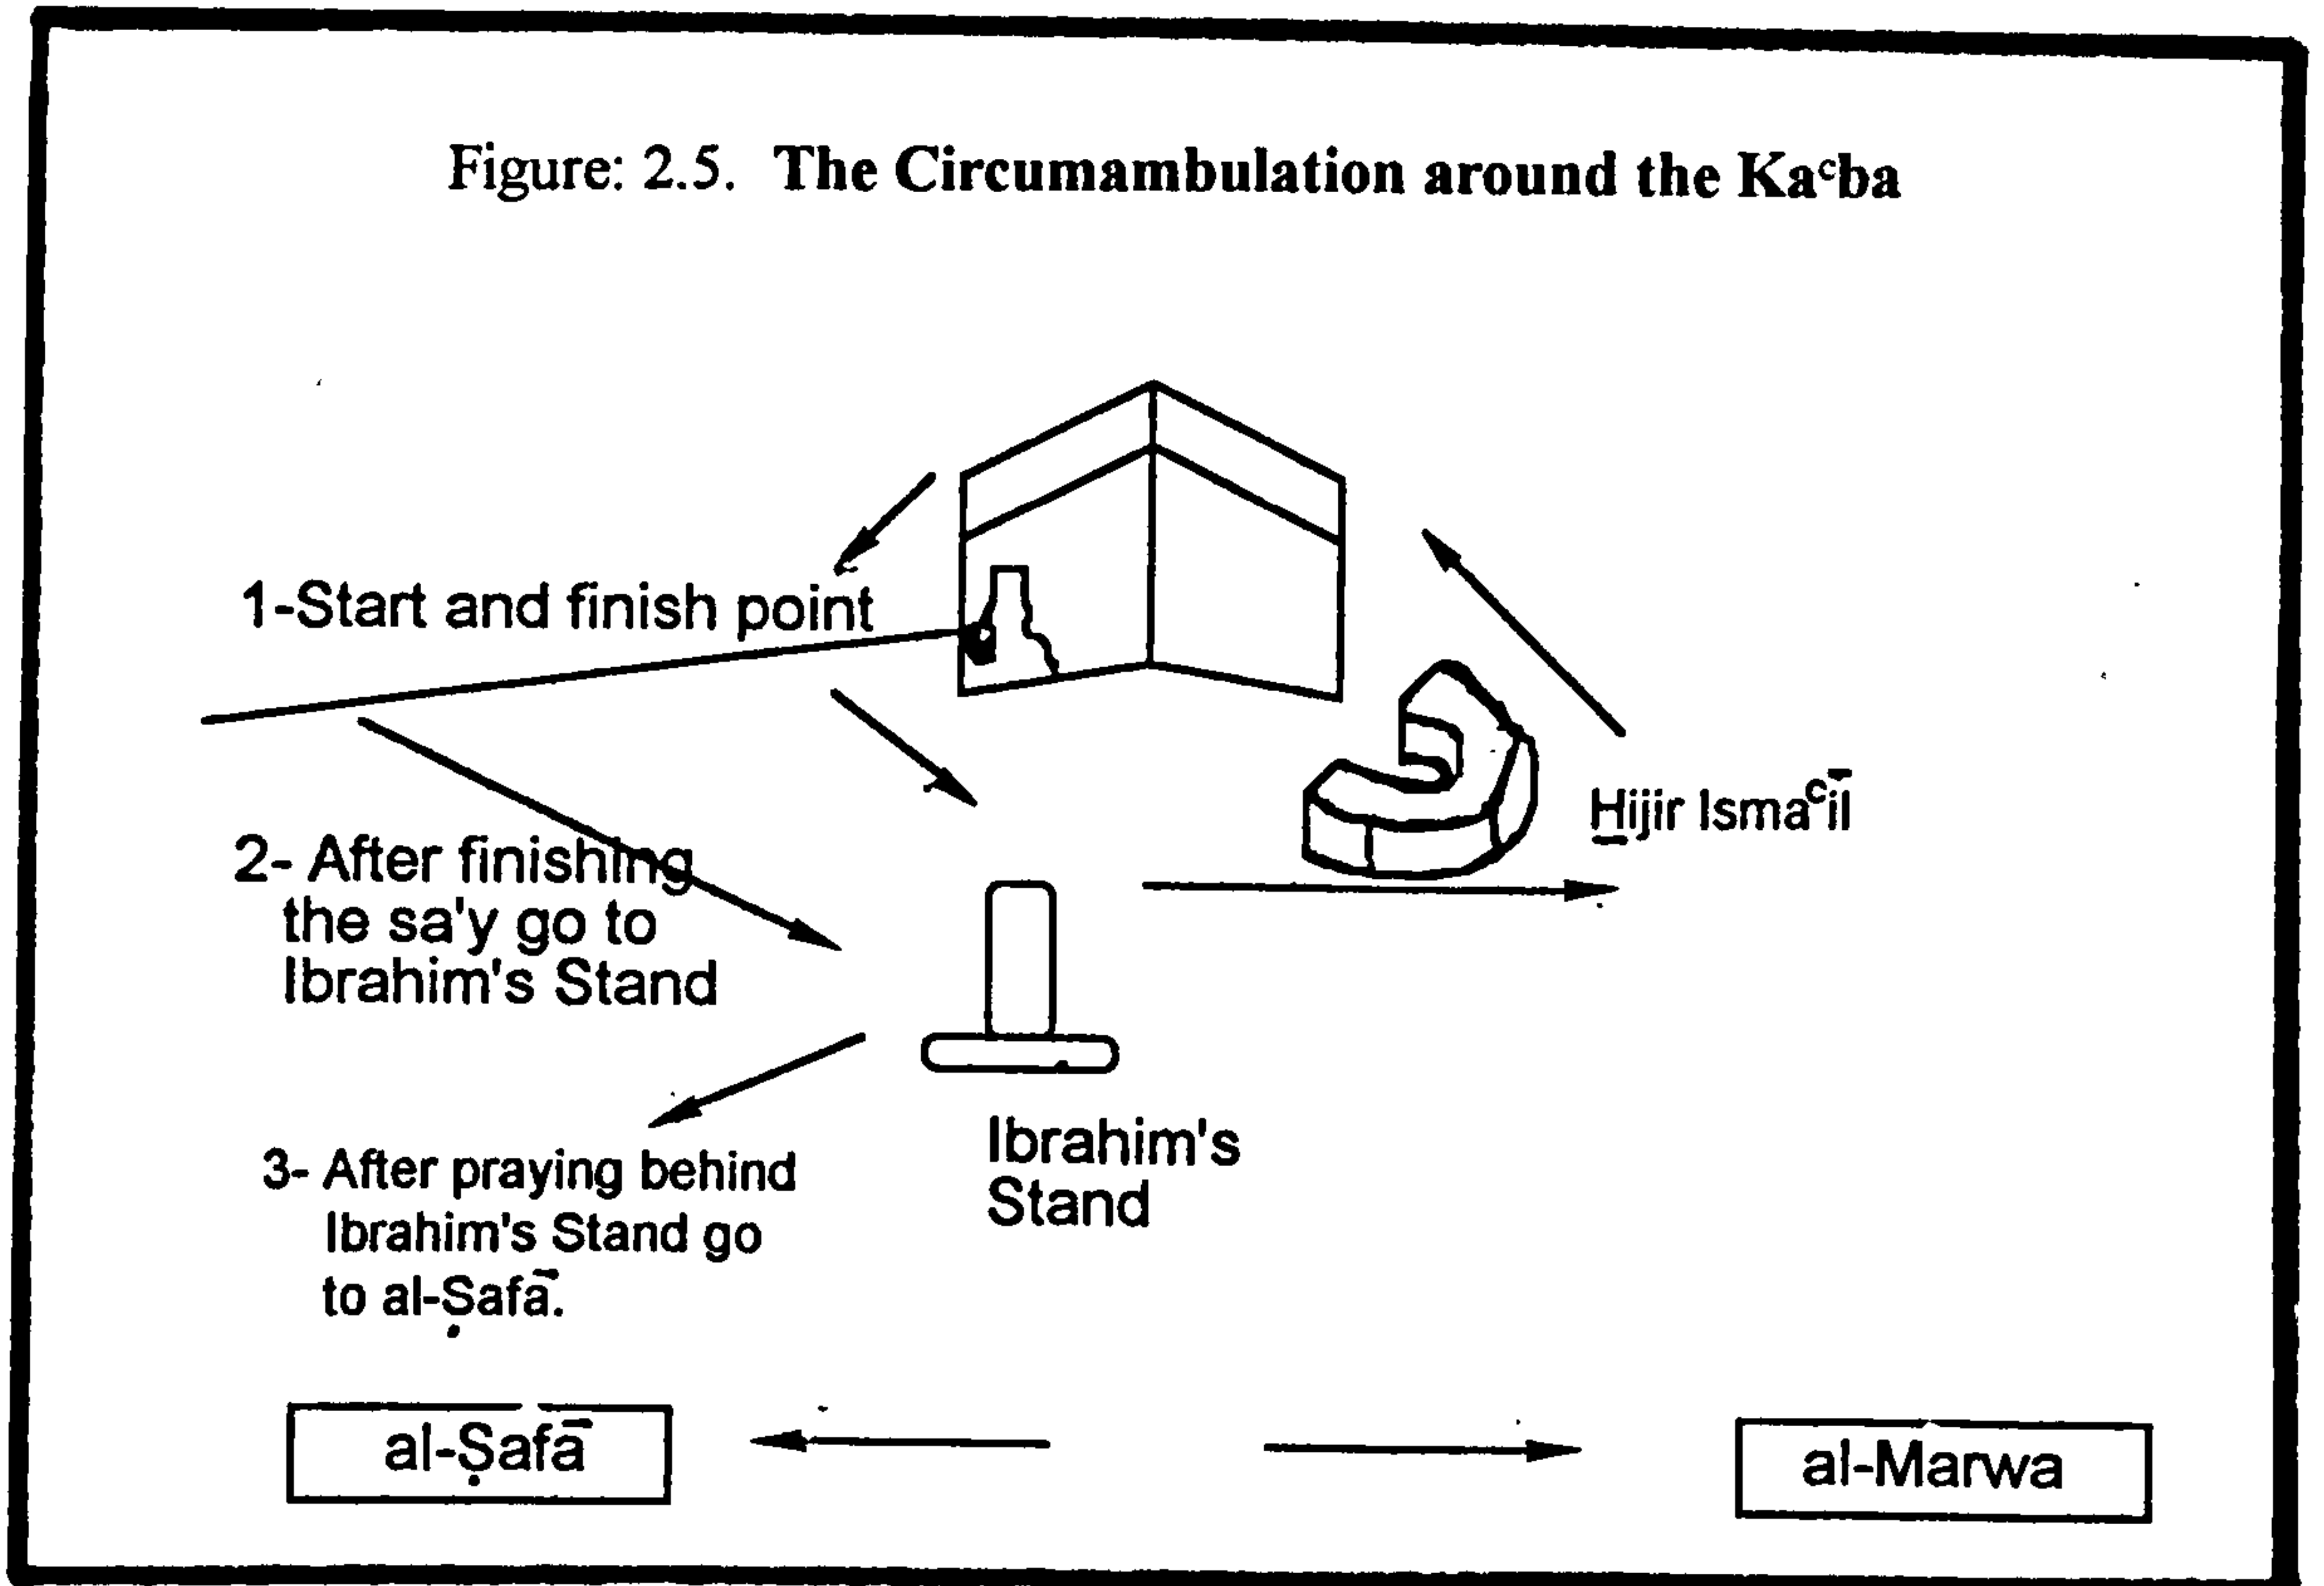 Figure: 2.5. The Circumambulation around the Kaᶜba
1-Start and finish point
2- After finishing
the sa'y go to
Ibrahim's Stand
H̱ijir Ismaᶜīl
3- After praying behind
Ibrahim's Stand go
to al-Ṣafā.
Ibrahim's
Stand
al-Ṣafā
al-Marwa